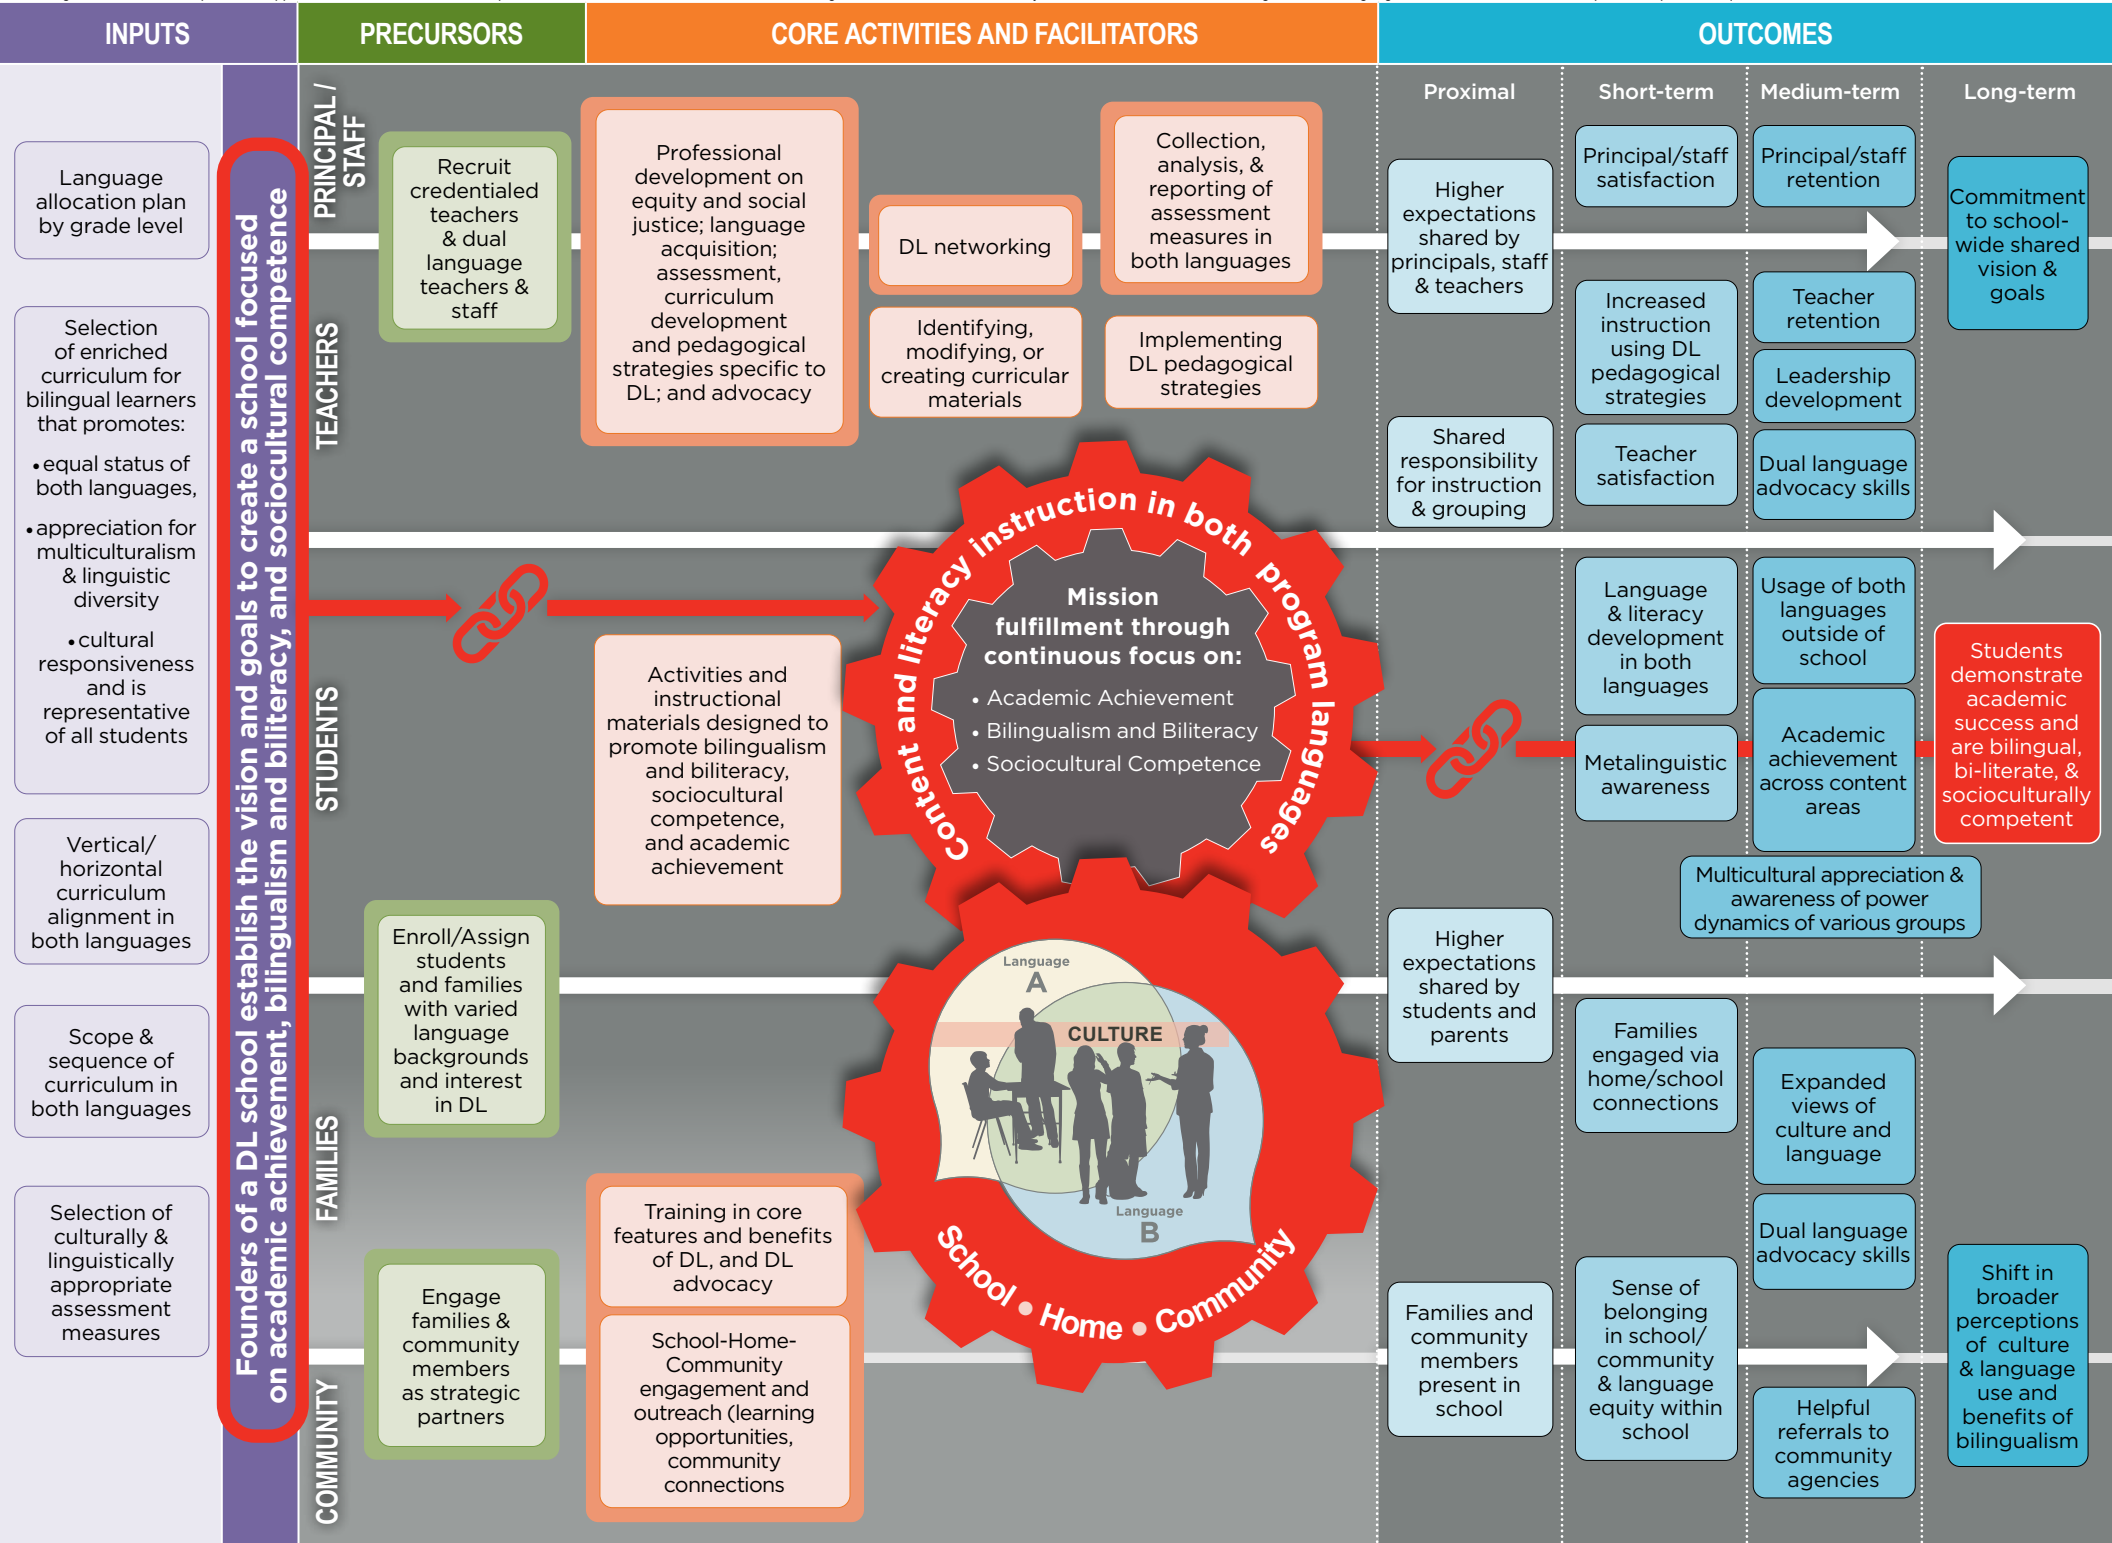 INPUTS
PRECURSORS
CORE ACTIVITIES AND FACILITATORS
OUTCOMES
Language
allocation plan
by grade level
Selection
of enriched
curriculum for
bilingual learners
that promotes:
• equal status of
both languages,
• appreciation for
multiculturalism
& linguistic
diversity
• cultural
responsiveness
and is
representative
of all students
Vertical/
horizontal
curriculum
alignment in
both languages
Scope &
sequence of
curriculum in
both languages
Selection of
culturally &
linguistically
appropriate
assessment
measures
Founders of a DL school establish the vision and goals to create a school focused
on academic achievement, bilingualism and biliteracy, and sociocultural competence
PRINCIPAL /
STAFF
TEACHERS
STUDENTS
FAMILIES
COMMUNITY
Recruit
credentialed
teachers
& dual
language
teachers &
staff
Enroll/Assign
students
and families
with varied
language
backgrounds
and interest
in DL
Engage
families &
community
members
as strategic
partners
Professional
development on
equity and social
justice; language
acquisition;
assessment,
curriculum
development
and pedagogical
strategies specific to
DL; and advocacy
DL networking
Collection,
analysis, &
reporting of
assessment
measures in
both languages
Identifying,
modifying, or
creating curricular
materials
Implementing
DL pedagogical
strategies
Activities and
instructional
materials designed to
promote bilingualism
and biliteracy,
sociocultural
competence,
and academic
achievement
Training in core
features and benefits
of DL, and DL
advocacy
School-Home-
Community
engagement and
outreach (learning
opportunities,
community
connections
Content and literacy instruction in both program languages
Mission
fulfillment through
continuous focus on:
• Academic Achievement
• Bilingualism and Biliteracy
• Sociocultural Competence
Language
A
CULTURE
Language
B
School • Home • Community
Proximal
Higher
expectations
shared by
principals, staff
& teachers
Shared
responsibility
for instruction
& grouping
Higher
expectations
shared by
students and
parents
Families and
community
members
present in
school
Short-term
Principal/staff
satisfaction
Increased
instruction
using DL
pedagogical
strategies
Teacher
satisfaction
Language
& literacy
development
in both
languages
Metalinguistic
awareness
Families
engaged via
home/school
connections
Sense of
belonging
in school/
community
& language
equity within
school
Medium-term
Principal/staff
retention
Teacher
retention
Leadership
development
Dual language
advocacy skills
Usage of both
languages
outside of
school
Academic
achievement
across content
areas
Multicultural appreciation &
awareness of power
dynamics of various groups
Expanded
views of
culture and
language
Dual language
advocacy skills
Helpful
referrals to
community
agencies
Long-term
Commitment
to school-
wide shared
vision &
goals
Students
demonstrate
academic
success and
are bilingual,
bi-literate, &
socioculturally
competent
Shift in
broader
perceptions
of culture
& language
use and
benefits of
bilingualism